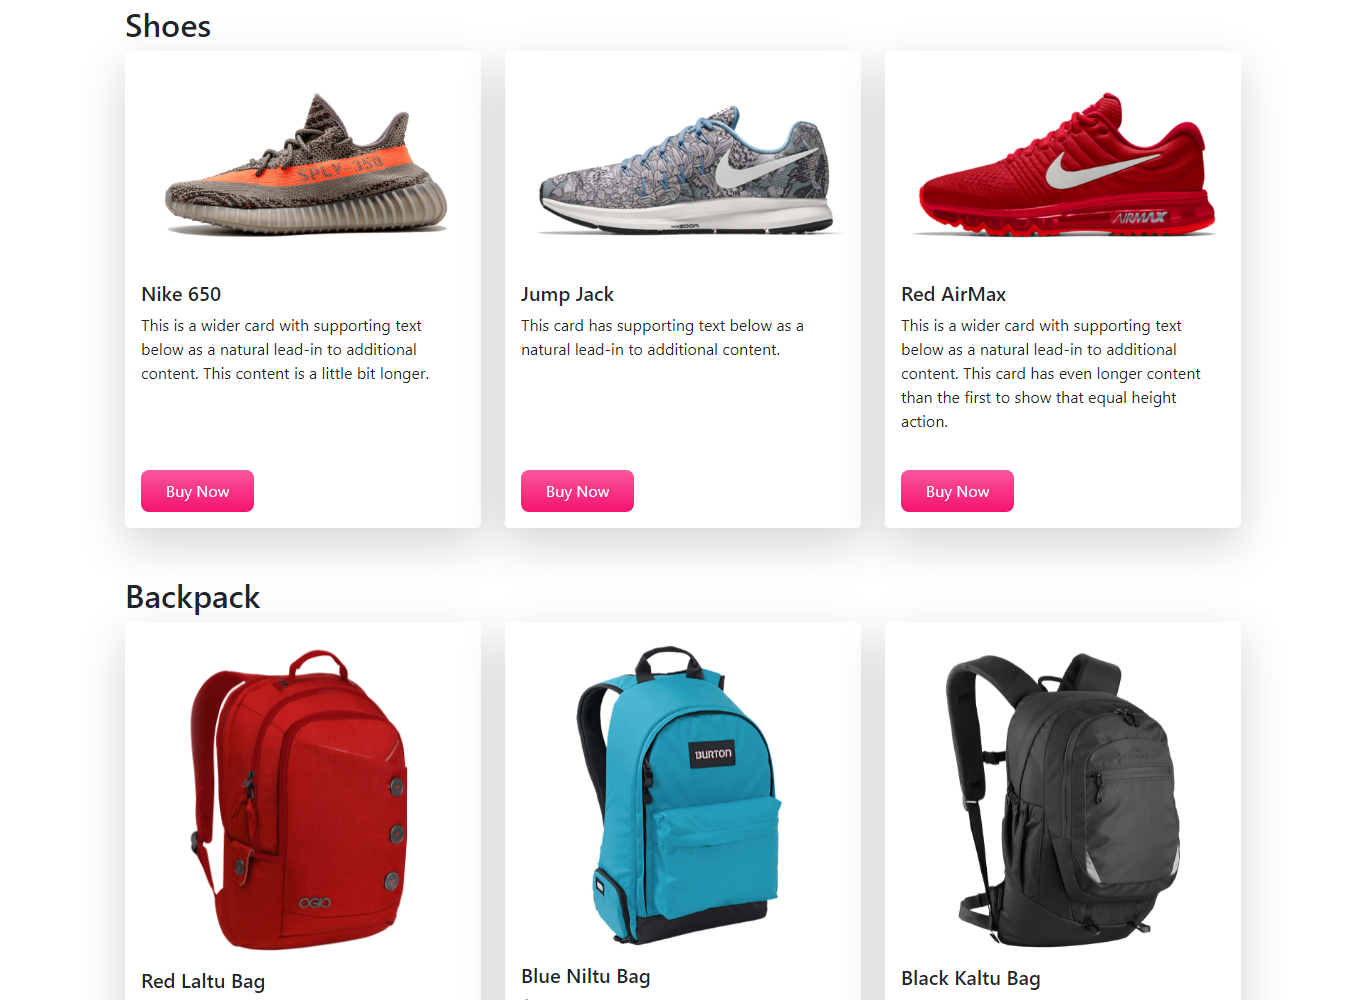 Shoes
SPLY-350
ZOOM
AIRMAX
Nike 650
This is a wider card with supporting text
below as a natural lead-in to additional
content. This content is a little bit longer.
Jump Jack
This card has supporting text below as a
natural lead-in to additional content.
Red AirMax
This is a wider card with supporting text
below as a natural lead-in to additional
content. This card has even longer content
than the first to show that equal height
action.
Buy Now
Buy Now
Buy Now
Backpack
OGIO
BURTON
Red Laltu Bag
Blue Niltu Bag
Black Kaltu Bag